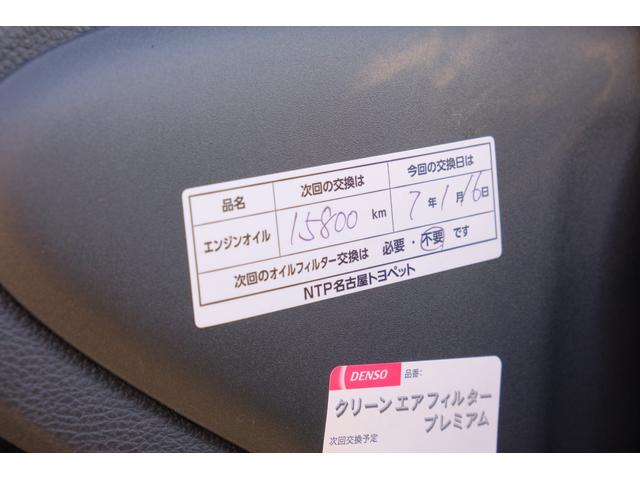 品名 次回の交換は 今回の交換日は
エンジンオイル 15800 km 7年1月16日
次回のオイルフィルター交換は 必要・不要です
NTP名古屋トヨペット
DENSO 品番:
クリーンエアフィルター
プレミアム
次回交換予定